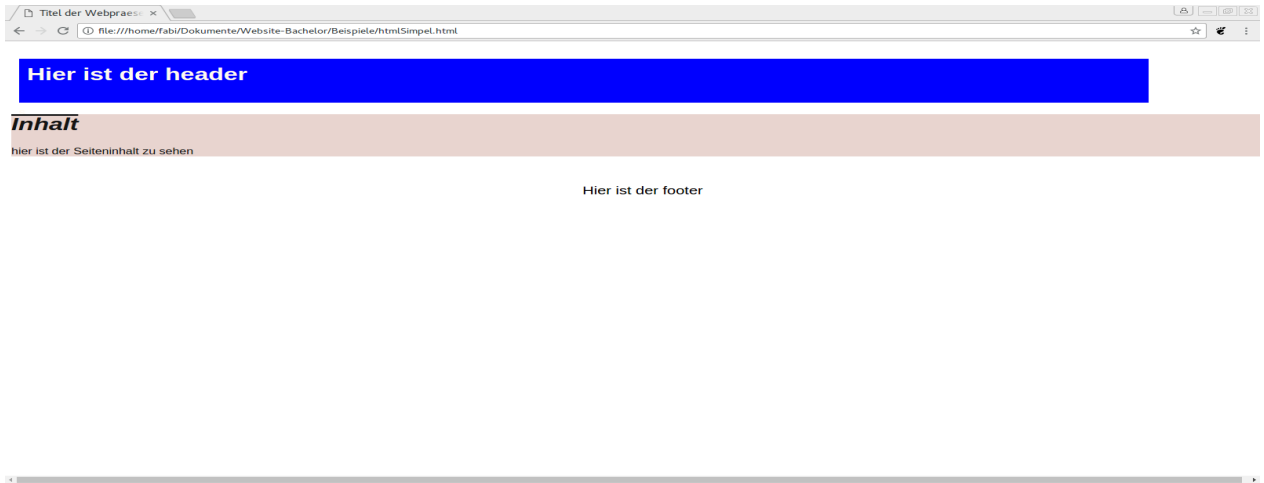 Titel der Webpraes
file:///home/fabi/Dokumente/Website-Bachelor/Beispiele/htmlSimpel.html
Hier ist der header
Inhalt
hier ist der Seiteninhalt zu sehen
Hier ist der footer